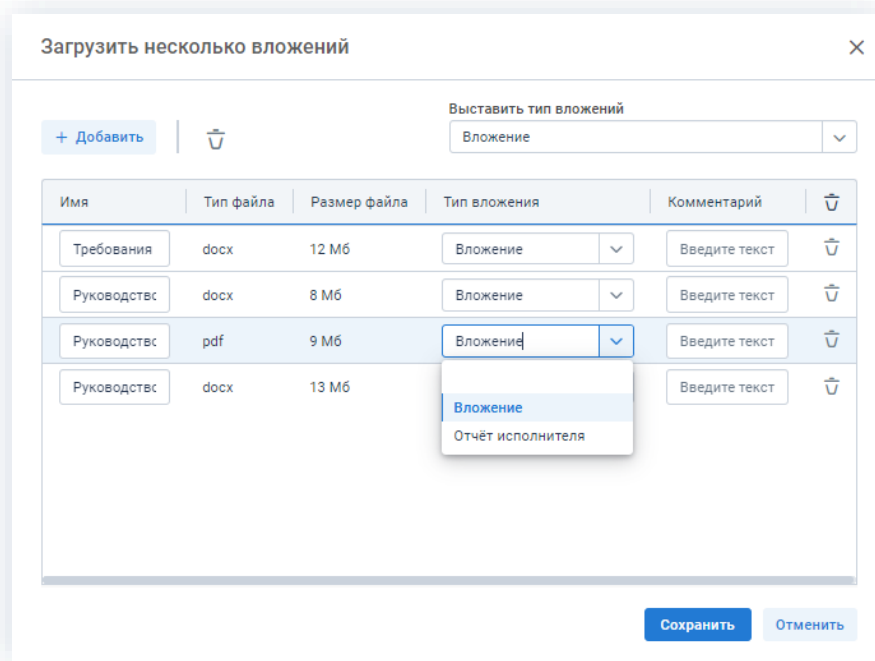 Загрузить несколько вложений
Выставить тип вложений
+ Добавить
Вложение
Имя Тип файла Размер файла Тип вложения Комментарий
Требования docx 12 Мб Вложение Введите текст
Руководство docx 8 Мб Вложение Введите текст
Руководство pdf 9 Мб Вложение Введите текст
Руководство docx 13 Мб Введите текст
Вложение
Отчёт исполнителя
Сохранить Отменить